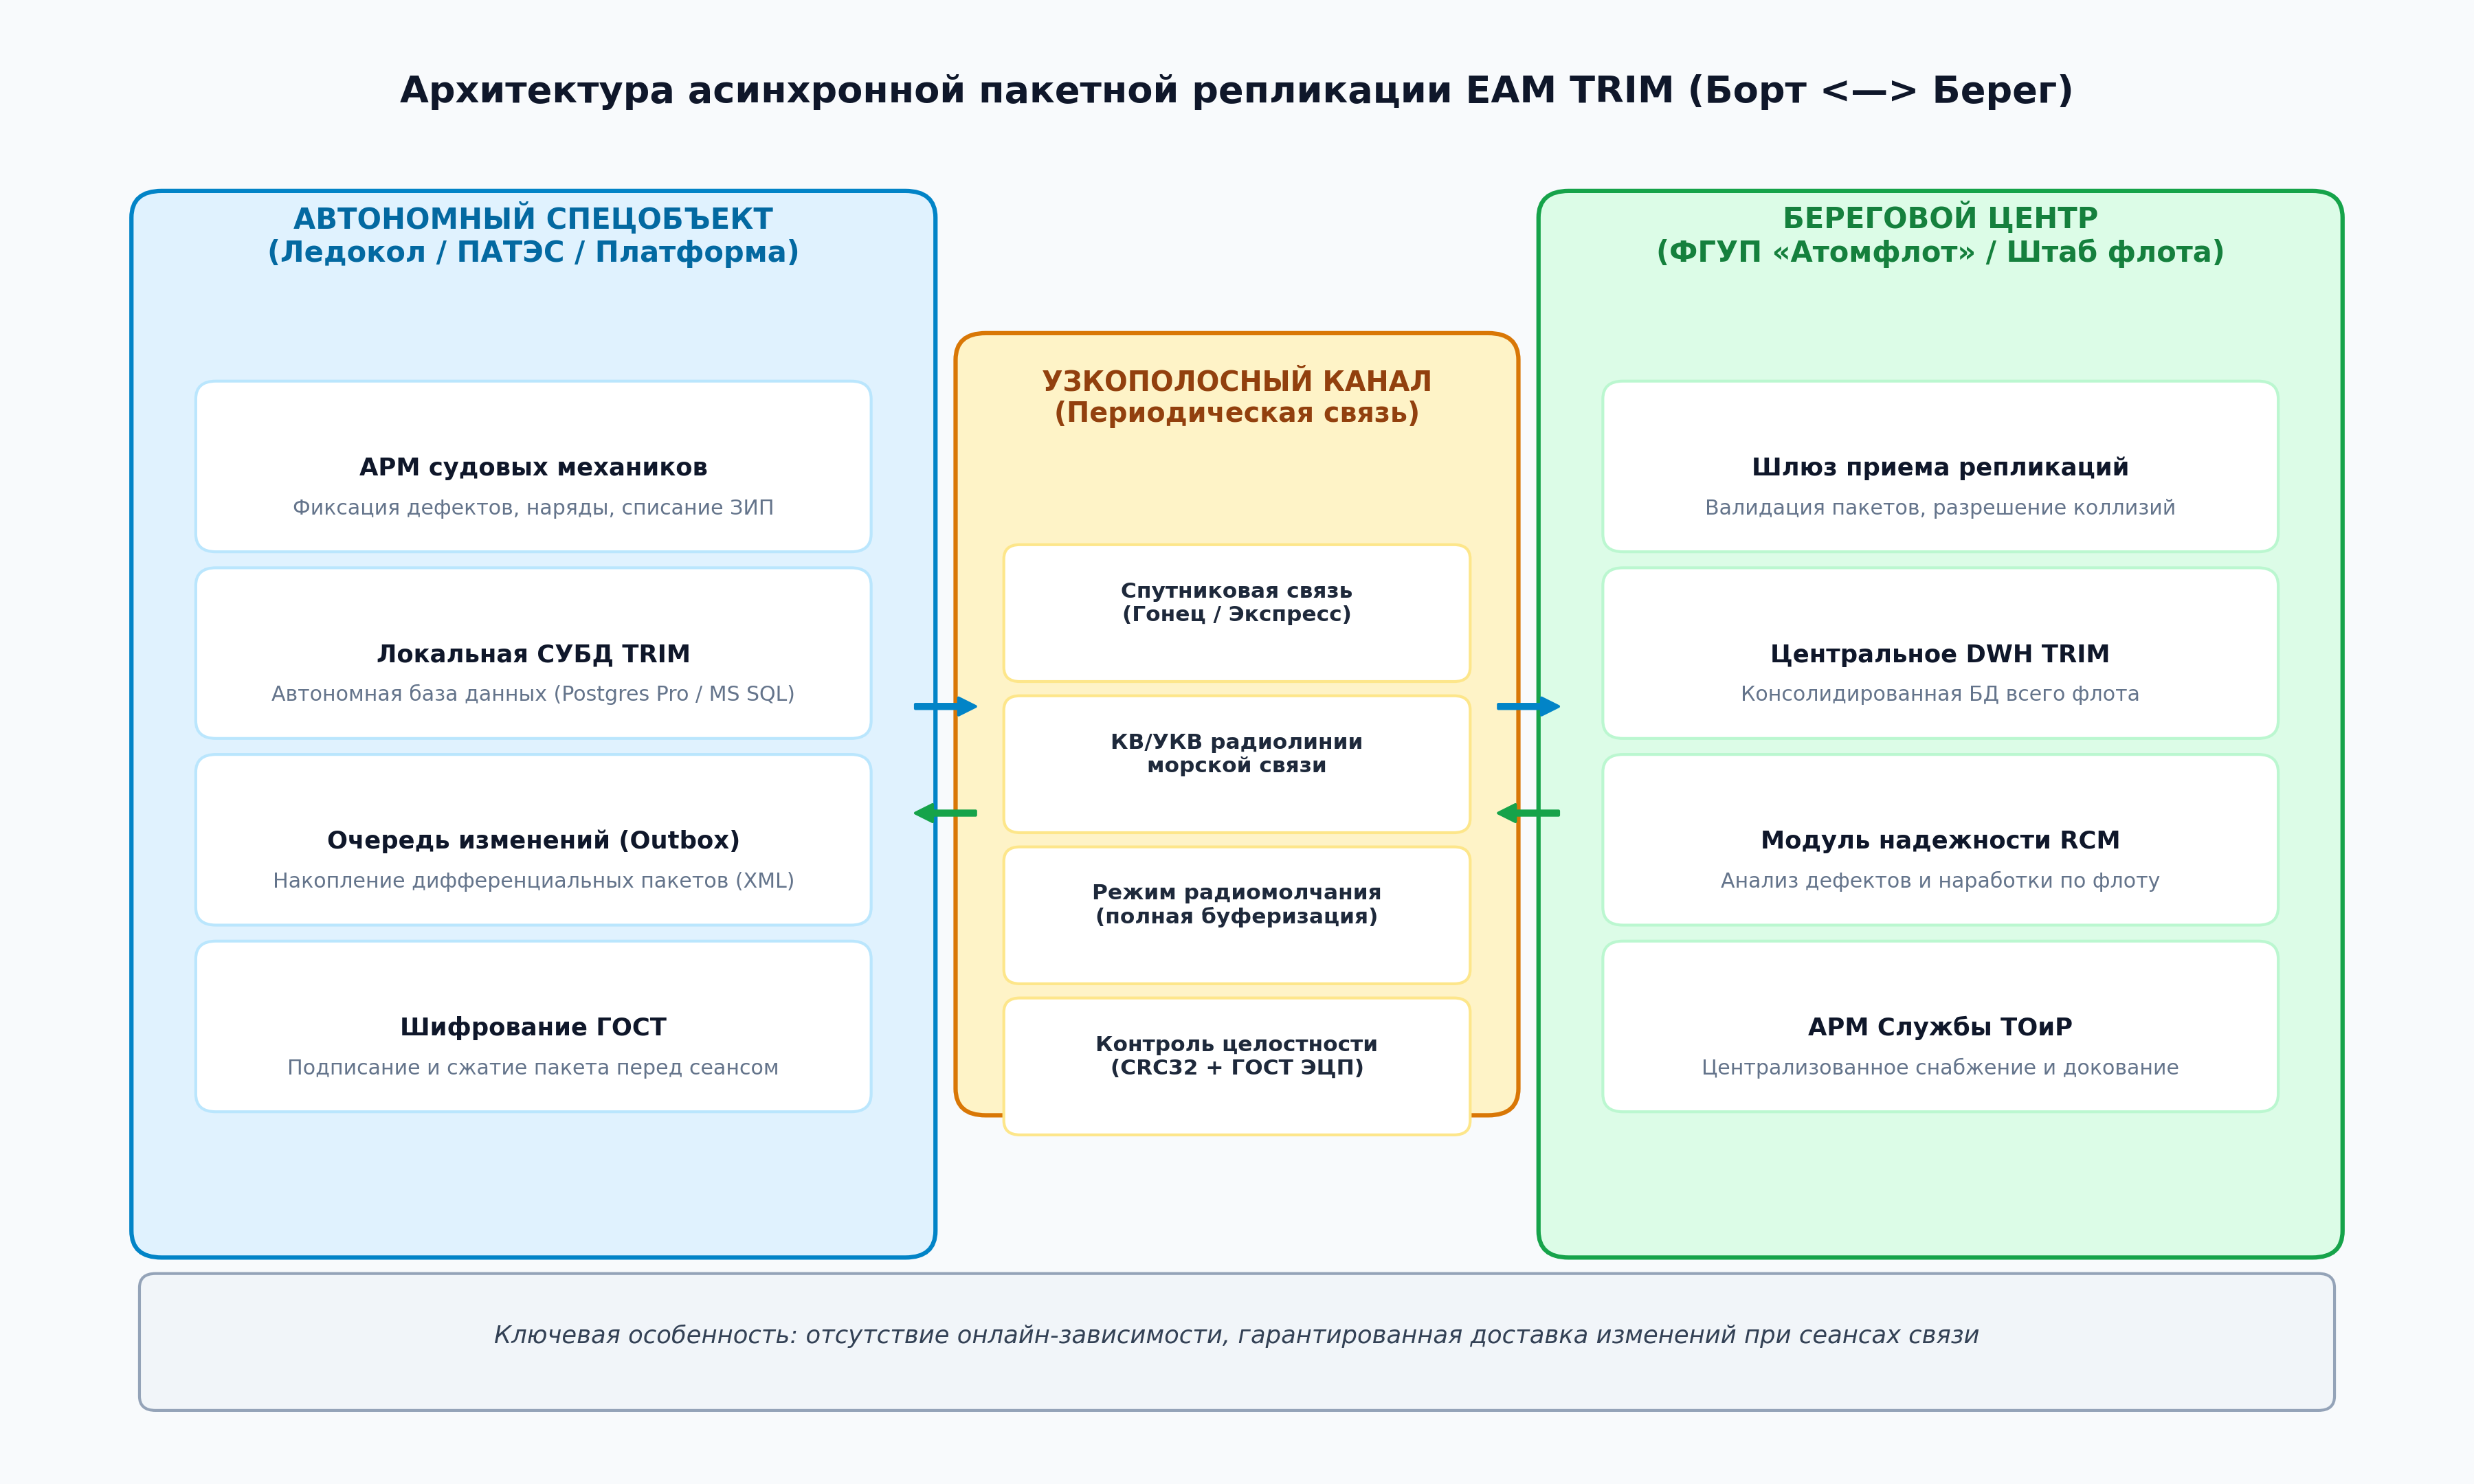 Архитектура асинхронной пакетной репликации EAM TRIM (Борт <—> Берег)
АВТОНОМНЫЙ СПЕЦОБЪЕКТ
(Ледокол / ПАТЭС / Платформа)
АРМ судовых механиков
Фиксация дефектов, наряды, списание ЗИП
Локальная СУБД TRIM
Автономная база данных (Postgres Pro / MS SQL)
Очередь изменений (Outbox)
Накопление дифференциальных пакетов (XML)
Шифрование ГОСТ
Подписание и сжатие пакета перед сеансом
УЗКОПОЛОСНЫЙ КАНАЛ
(Периодическая связь)
Спутниковая связь
(Гонец / Экспресс)
КВ/УКВ радиолинии
морской связи
Режим радиомолчания
(полная буферизация)
Контроль целостности
(CRC32 + ГОСТ ЭЦП)
БЕРЕГОВОЙ ЦЕНТР
(ФГУП «Атомфлот» / Штаб флота)
Шлюз приема репликаций
Валидация пакетов, разрешение коллизий
Центральное DWH TRIM
Консолидированная БД всего флота
Модуль надежности RCM
Анализ дефектов и наработки по флоту
АРМ Службы ТОиР
Централизованное снабжение и докование
Ключевая особенность: отсутствие онлайн-зависимости, гарантированная доставка изменений при сеансах связи